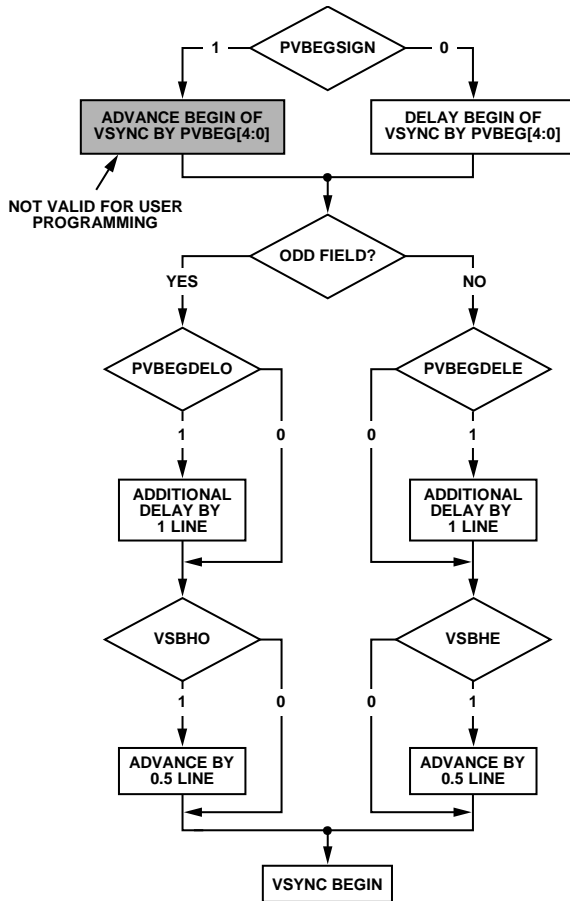 PVBEGSIGN
1
0
ADVANCE BEGIN OF
VSYNC BY PVBEG[4:0]
DELAY BEGIN OF
VSYNC BY PVBEG[4:0]
NOT VALID FOR USER
PROGRAMMING
ODD FIELD?
YES
NO
PVBEGDELO
PVBEGDELE
1
0
0
1
ADDITIONAL
DELAY BY
1 LINE
ADDITIONAL
DELAY BY
1 LINE
VSBHO
VSBHE
1
0
0
1
ADVANCE BY
0.5 LINE
ADVANCE BY
0.5 LINE
VSYNC BEGIN